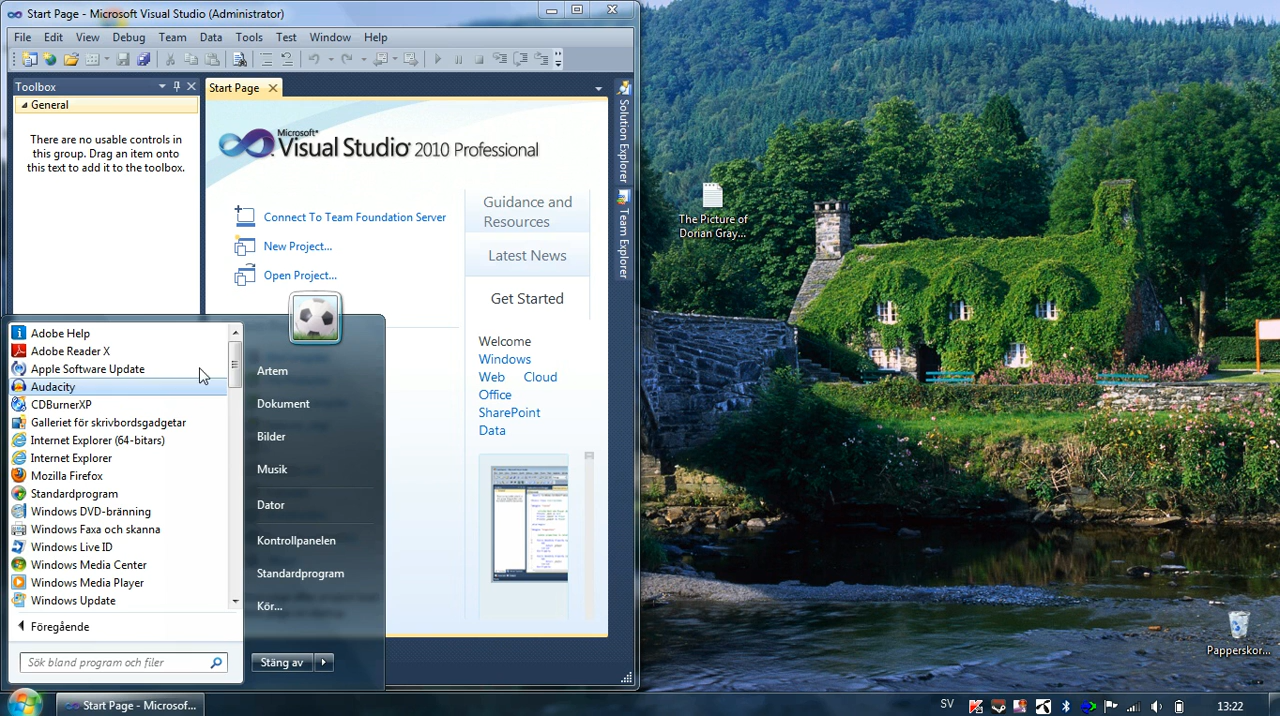 Start Page - Microsoft Visual Studio (Administrator)
File Edit View Debug Team Data Tools Test Window Help
Toolbox
General
There are no usable controls in
this group. Drag an item onto
this text to add it to the toolbox.
Start Page
Microsoft
Visual Studio 2010 Professional
Connect To Team Foundation Server
New Project...
Open Project...
Guidance and
Resources
Latest News
Get Started
Welcome
Windows
Web Cloud
Office
SharePoint
Data
Solution Explorer
Team Explorer
Adobe Help
Adobe Reader X
Apple Software Update
Audacity
CDBurnerXP
Galleriet för skrivbordsgadgetar
Internet Explorer (64-bitars)
Internet Explorer
Mozilla Firefox
Standardprogram
Windows DVD-bränning
Windows Faxa och skanna
Windows Live ID
Windows Media Center
Windows Media Player
Windows Update
Föregående
Sök bland program och filer
Artem
Dokument
Bilder
Musik
Dator
Kontrollpanelen
Standardprogram
Kör...
Stäng av
The Picture of
Dorian Gray...
Papperskor...
Start Page - Microsof...
SV
13:22